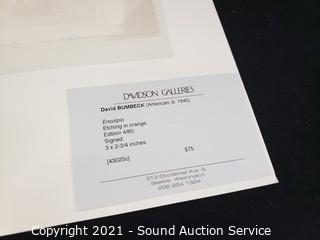 DAVIDSON GALLERIES
David BUMBECK (American, b. 1940)
Encolpio
Etching in orange.
Edition 4/80.
Signed.
3 x 2-3/4 inches.
[43025c] $75.
313 Occidental Ave. S.
Seattle, Washington
206 624 1324
Copyright 2021 - Sound Auction Service